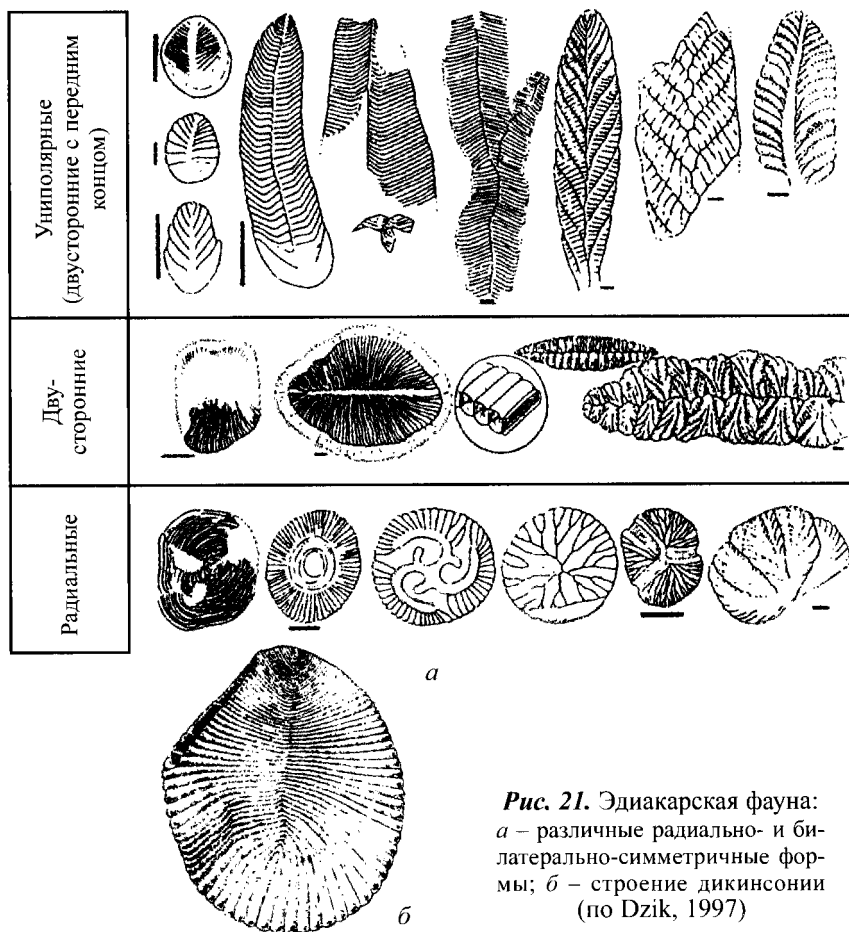 Униполярные
(двусторонние с передним
концом)
Дву-
сторонние
Радиальные
а
б
Рис. 21. Эдиакарская фауна:
а – различные радиально- и би-
латерально-симметричные фор-
мы; б – строение дикинсонии
(по Dzik, 1997)